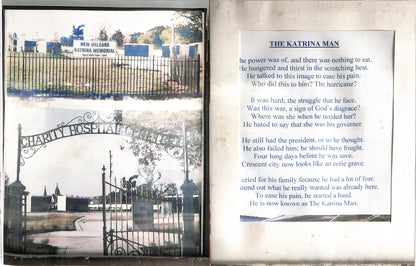 NEW ORLEANS
KATRINA MEMORIAL
CHARITY HOSPITAL CEMETERY
THE KATRINA MAN
he power was of, and there was nothing to eat.
He hungered and thirst in the scrotching heat.
He talked to this image to ease his pain.
Who did this to him? The hurricane?
It was hard; the struggle that he face.
Was this war, a sign of God's disgrace?
Where was she when he needed her?
He hated to say that she was his governer.
He still had the president, or so he thought.
He also failed him; he should have fought.
Four long days before he was save.
Crescent city now looks like an eerie grave.
cried for his family fecause he had a lot of fear.
ound out what he really wanted was already here.
To ease his pain, he started a band.
He is now known as The Katrina Man.